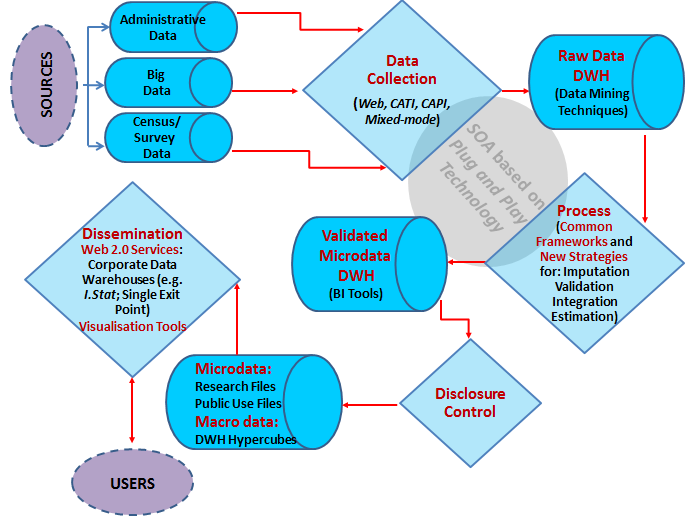 SOURCES
Administrative
Data
Big
Data
Census/
Survey
Data
Data
Collection
(Web, CATI, CAPI,
Mixed-mode)
Raw Data
DWH
(Data Mining
Techniques)
SOA based on
Plug and Play
Technology
Process
(Common
Frameworks and
New Strategies
for: Imputation
Validation
Integration
Estimation)
Validated
Microdata
DWH
(BI Tools)
Disclosure
Control
Microdata:
Research Files
Public Use Files
Macro data:
DWH Hypercubes
Dissemination
Web 2.0 Services:
Corporate Data
Warehouses (e.g.
I.Stat; Single Exit
Point)
Visualisation Tools
USERS